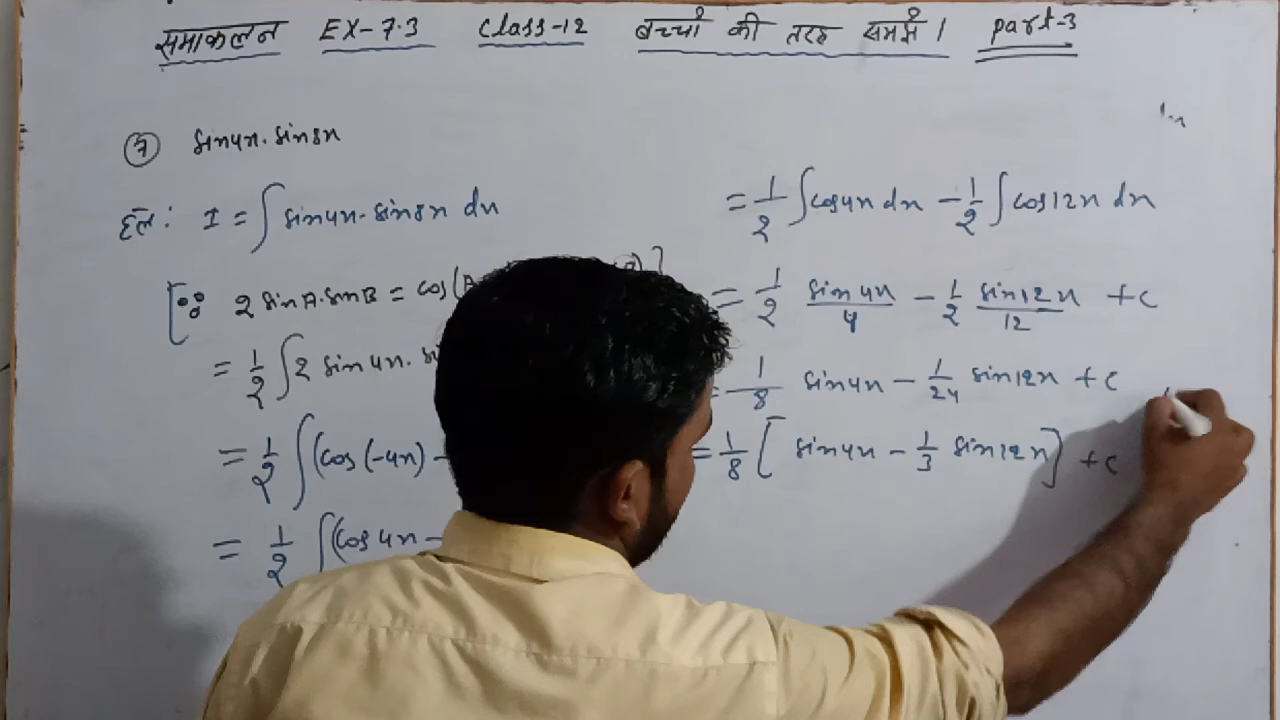 समाकलन EX-7.3 Class-12 बच्चों की तरह समझें। part-3
⑦ sin4x. sin8x
हल: I = ∫ sin4x. sin8x dx
[∵ 2 sinA. sinB = cos(A
= 1/2 ∫ 2 sin4x.
= 1/2 ∫ (cos(-4x) -
= 1/2 ∫ (cos4x -
= 1/2 ∫ cos4x dx - 1/2 ∫ cos12x dx
= 1/2 sin4x/4 - 1/2 sin12x/12 + c
= 1/8 sin4x - 1/24 sin12x + c
= 1/8 [ sin4x - 1/3 sin12x ] + c